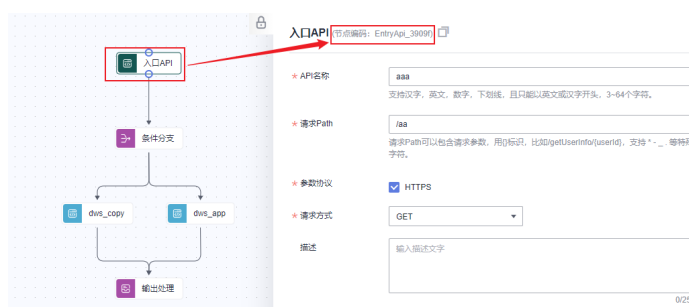 入口API
条件分支
dws_copy
dws_app
输出处理
入口API (节点编码：EntryApi_3909f)
* API名称
aaa
支持汉字，英文，数字，下划线，且只能以英文或汉字开头，3~64个字符。
* 请求Path
/aa
请求Path可以包含请求参数，用{}标识，比如/getUserInfo/{userId}，支持 * - _ . 等特殊
字符。
* 参数协议
HTTPS
* 请求方式
GET
描述
输入描述文字
0/25